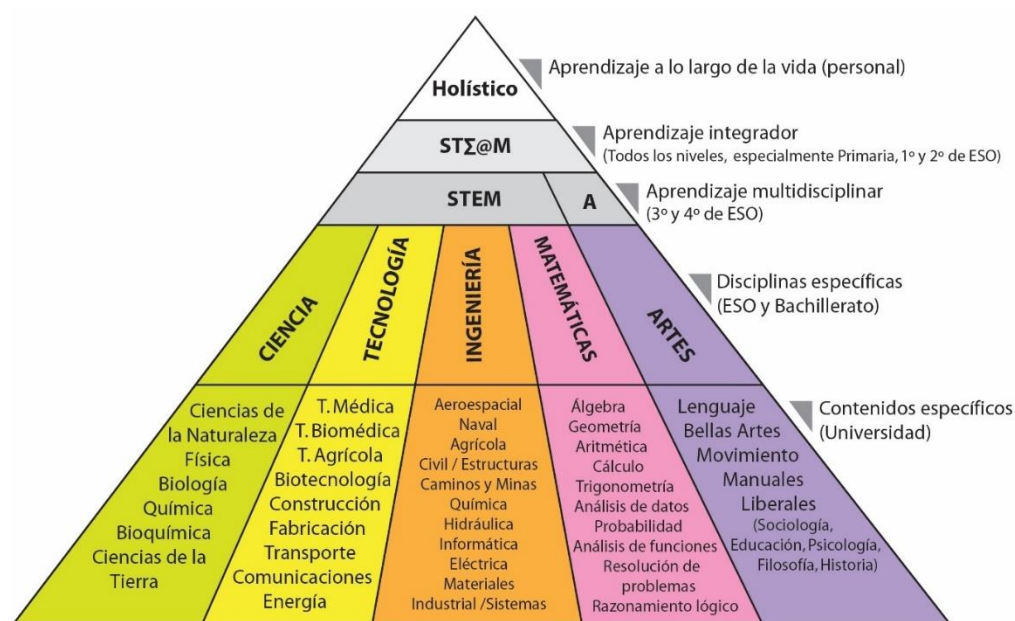 Holístico
Aprendizaje a lo largo de la vida (personal)
STΣ@M
Aprendizaje integrador
(Todos los niveles, especialmente Primaria, 1º y 2º de ESO)
STEM
A
Aprendizaje multidisciplinar
(3º y 4º de ESO)
CIENCIA
TECNOLOGÍA
INGENIERÍA
MATEMÁTICAS
ARTES
Disciplinas específicas
(ESO y Bachillerato)
Ciencias de
la Naturaleza
Física
Biología
Química
Bioquímica
Ciencias de la
Tierra
T. Médica
T. Biomédica
T. Agrícola
Biotecnología
Construcción
Fabricación
Transporte
Comunicaciones
Energía
Aeroespacial
Naval
Agrícola
Civil / Estructuras
Caminos y Minas
Química
Hidráulica
Informática
Eléctrica
Materiales
Industrial /Sistemas
Álgebra
Geometría
Aritmética
Cálculo
Trigonometría
Análisis de datos
Probabilidad
Análisis de funciones
Resolución de
problemas
Razonamiento lógico
Lenguaje
Bellas Artes
Movimiento
Manuales
Liberales
(Sociología,
Educación, Psicología,
Filosofía, Historia)
Contenidos específicos
(Universidad)